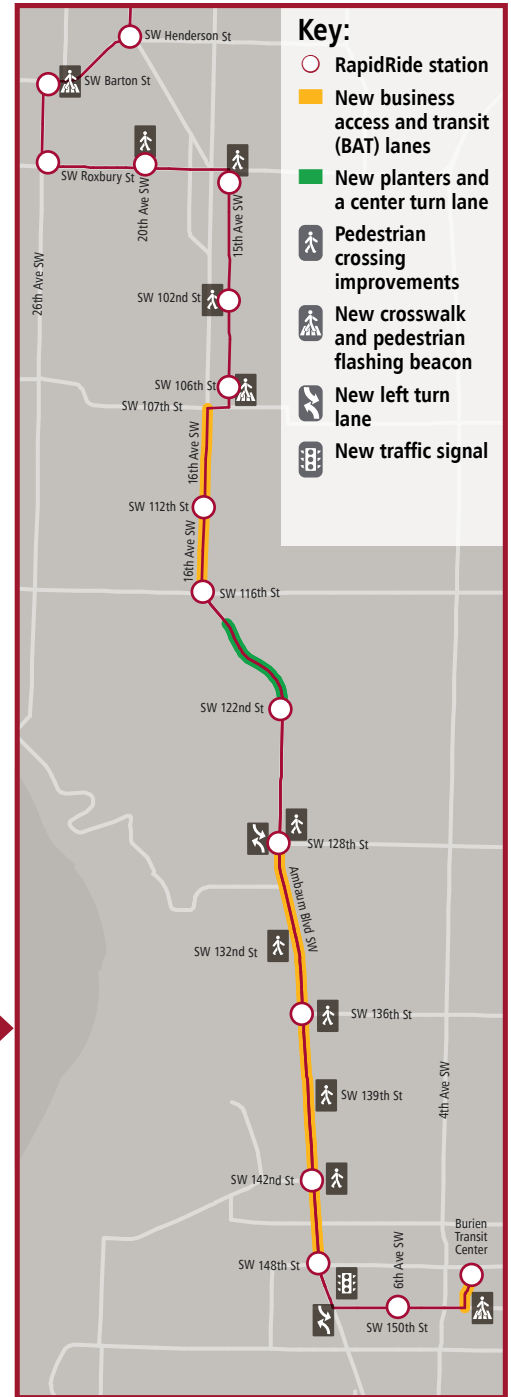 SW Henderson St
SW Barton St
SW Roxbury St
20th Ave SW
15th Ave SW
26th Ave SW
SW 102nd St
SW 106th St
SW 107th St
16th Ave SW
SW 112th St
16th Ave SW
SW 116th St
SW 122nd St
SW 128th St
Ambaum Blvd SW
SW 132nd St
SW 136th St
4th Ave SW
SW 139th St
SW 142nd St
Burien
Transit
Center
SW 148th St
6th Ave SW
SW 150th St
Key:
RapidRide station
New business
access and transit
(BAT) lanes
New planters and
a center turn lane
Pedestrian
crossing
improvements
New crosswalk
and pedestrian
flashing beacon
New left turn
lane
New traffic signal